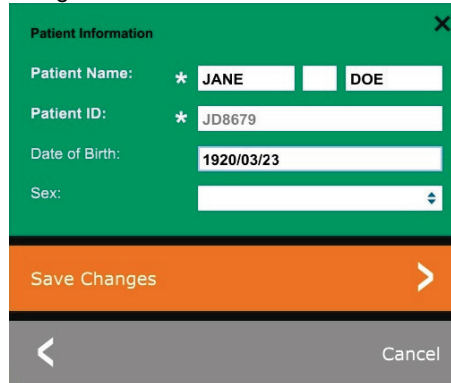 Patient Information
Patient Name: * JANE DOE
Patient ID: * JD8679
Date of Birth: 1920/03/23
Sex:
Save Changes
Cancel